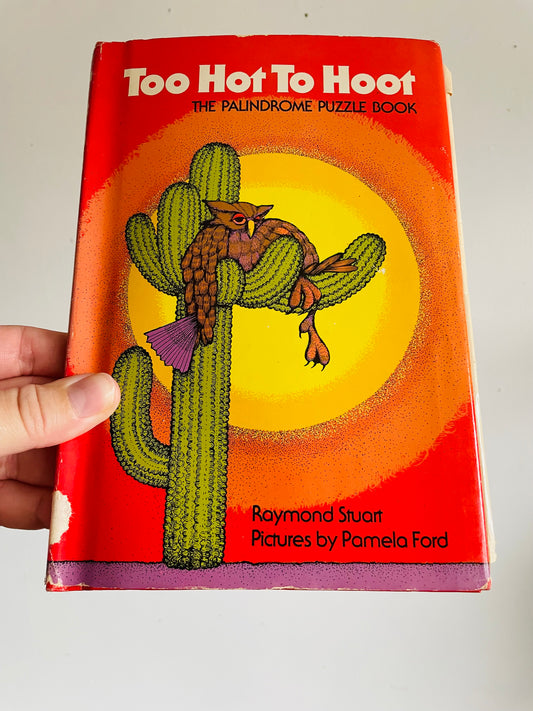 Too Hot To Hoot
THE PALINDROME PUZZLE BOOK
Raymond Stuart
Pictures by Pamela Ford